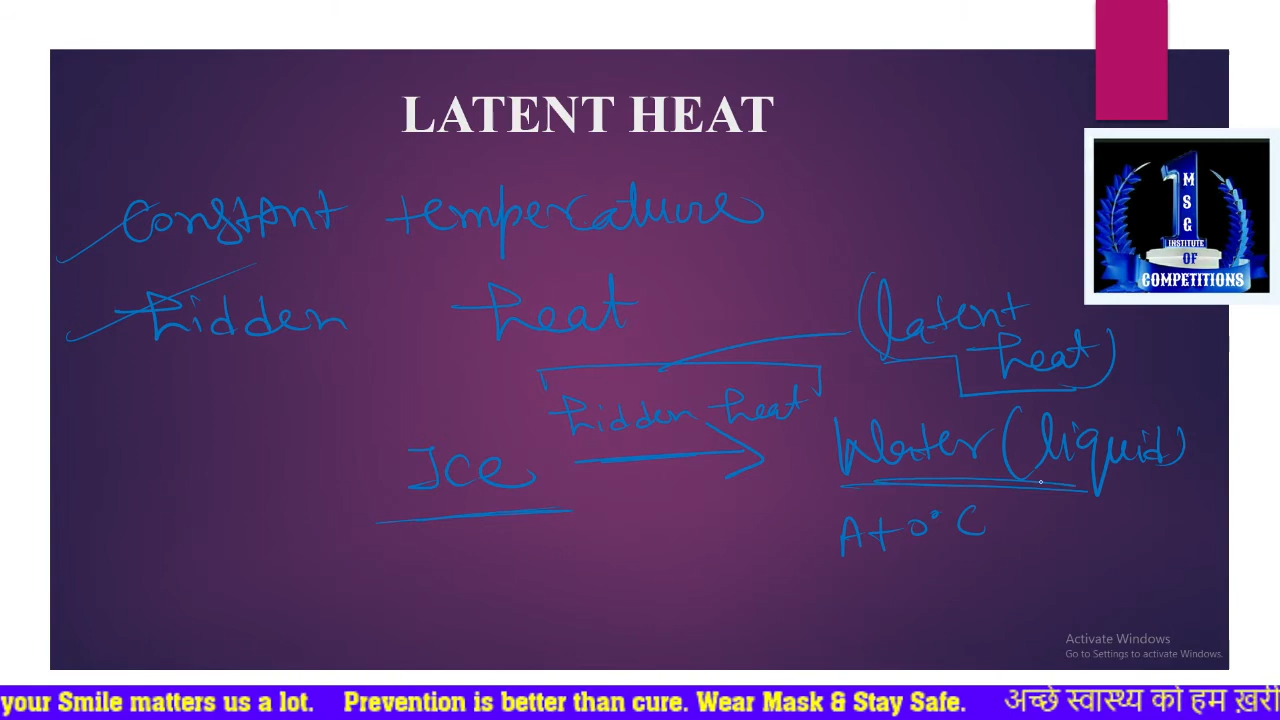 LATENT HEAT
M
S
G
INSTITUTE
OF
COMPETITIONS
constant temperature
hidden heat
(latent
heat)
hidden heat
Ice
Water (liquid)
At 0° C
Activate Windows
Go to Settings to activate Windows.
your Smile matters us a lot. Prevention is better than cure. Wear Mask & Stay Safe. अच्छे स्वास्थ्य को हम ख़री